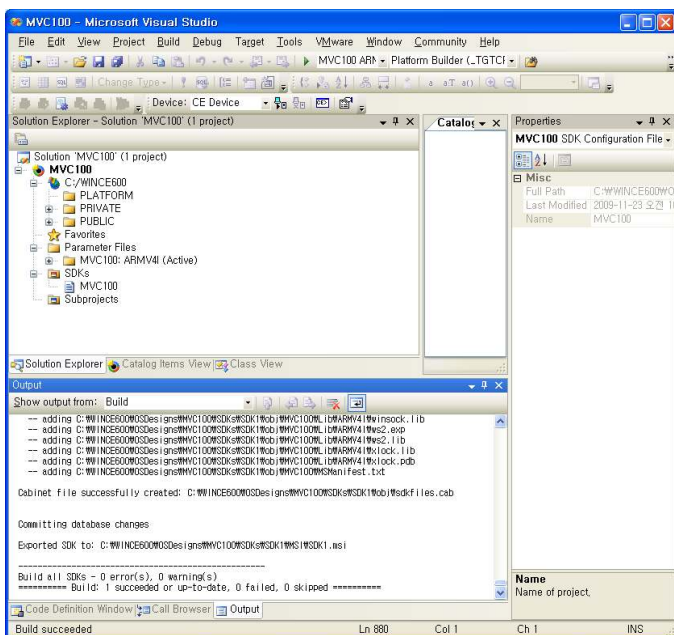 MVC100 - Microsoft Visual Studio
File Edit View Project Build Debug Target Tools VMware Window Community Help
MVC100 ARM Platform Builder (_TGTCI
Change Type
Device: CE Device
Solution Explorer - Solution 'MVC100' (1 project)
Solution 'MVC100' (1 project)
MVC100
C:/WINCE600
PLATFORM
PRIVATE
PUBLIC
Favorites
Parameter Files
MVC100: ARMV4I (Active)
SDKs
MVC100
Subprojects
Solution Explorer Catalog Items View Class View
Catalog
Properties
MVC100 SDK Configuration File
Misc
Full Path C:₩WINCE600₩O
Last Modified 2009-11-23 오전 1
Name MVC100
Output
Show output from: Build
-- adding C:₩WINCE600₩OSDesigns₩MVC100₩SDKs₩SDK1₩obj₩MVC100₩Lib₩ARMV4I₩winsock.lib
-- adding C:₩WINCE600₩OSDesigns₩MVC100₩SDKs₩SDK1₩obj₩MVC100₩Lib₩ARMV4I₩ws2.exp
-- adding C:₩WINCE600₩OSDesigns₩MVC100₩SDKs₩SDK1₩obj₩MVC100₩Lib₩ARMV4I₩ws2.lib
-- adding C:₩WINCE600₩OSDesigns₩MVC100₩SDKs₩SDK1₩obj₩MVC100₩Lib₩ARMV4I₩xlock.lib
-- adding C:₩WINCE600₩OSDesigns₩MVC100₩SDKs₩SDK1₩obj₩MVC100₩Lib₩ARMV4I₩xlock.pdb
-- adding C:₩WINCE600₩OSDesigns₩MVC100₩SDKs₩SDK1₩obj₩MVC100₩MSManifest.txt
Cabinet file successfully created: C:₩WINCE600₩OSDesigns₩MVC100₩SDKs₩SDK1₩obj₩sdkfiles.cab
Committing database changes
Exported SDK to: C:₩WINCE600₩OSDesigns₩MVC100₩SDKs₩SDK1₩MSI₩SDK1.msi
--------------------------------------------------
Build all SDKs - 0 error(s), 0 warning(s)
========== Build: 1 succeeded or up-to-date, 0 failed, 0 skipped ==========
Name
Name of project.
Code Definition Window Call Browser Output
Build succeeded Ln 880 Col 1 Ch 1 INS